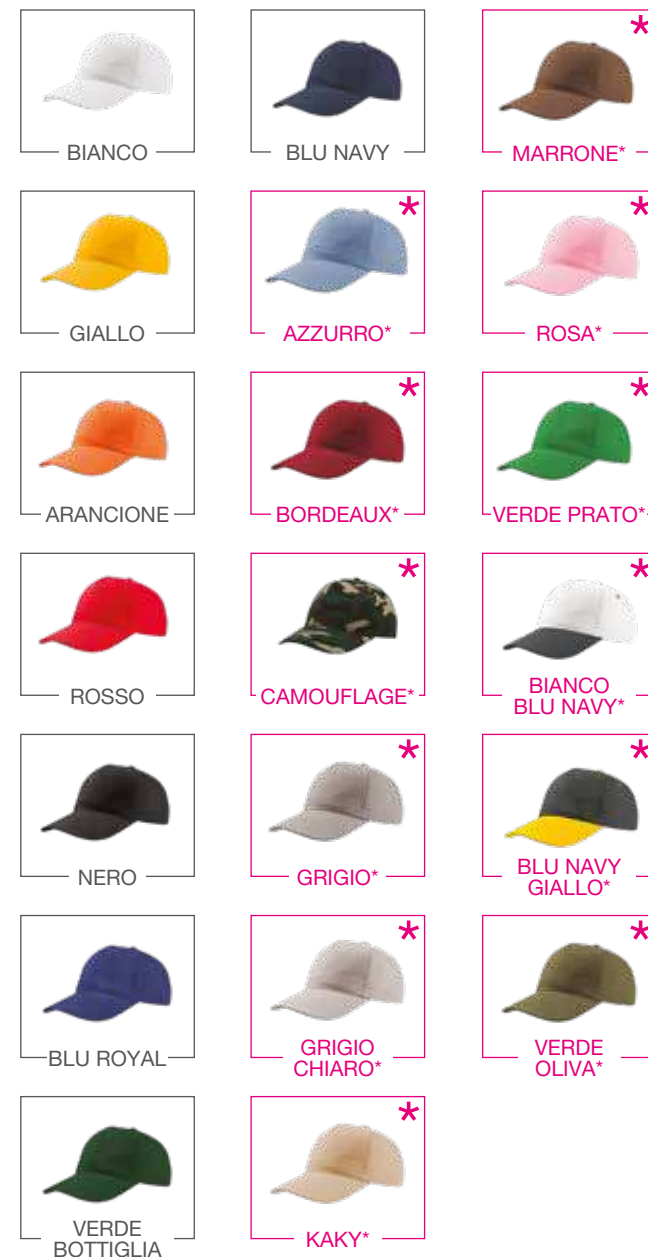 BIANCO
BLU NAVY
MARRONE*
GIALLO
AZZURRO*
ROSA*
ARANCIONE
BORDEAUX*
VERDE PRATO*
ROSSO
CAMOUFLAGE*
BIANCO
BLU NAVY*
NERO
GRIGIO*
BLU NAVY
GIALLO*
BLU ROYAL
GRIGIO
CHIARO*
VERDE
OLIVA*
VERDE
BOTTIGLIA
KAKY*